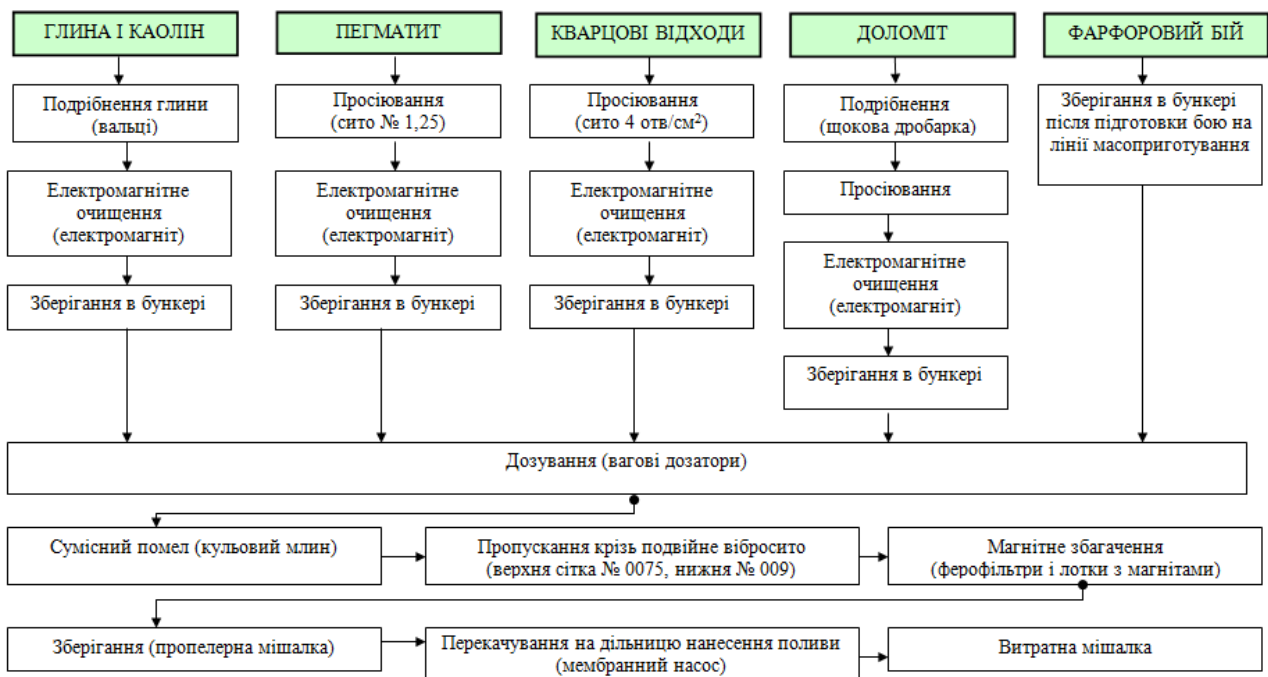 ГЛИНА І КАОЛІН
ПЕГМАТИТ
КВАРЦОВІ ВІДХОДИ
ДОЛОМІТ
ФАРФОРОВИЙ БІЙ
Подрібнення глини
(вальці)
Просіювання
(сито № 1,25)
Просіювання
(сито 4 отв/см²)
Подрібнення
(щокова дробарка)
Зберігання в бункері
після підготовки бою на
лінії масоприготування
Електромагнітне
очищення
(електромагніт)
Електромагнітне
очищення
(електромагніт)
Електромагнітне
очищення
(електромагніт)
Просіювання
Електромагнітне
очищення
(електромагніт)
Зберігання в бункері
Зберігання в бункері
Зберігання в бункері
Зберігання в бункері
Дозування (вагові дозатори)
Сумісний помел (кульовий млин)
Пропускання крізь подвійне вібросито
(верхня сітка № 0075, нижня № 009)
Магнітне збагачення
(ферофільтри і лотки з магнітами)
Зберігання (пропелерна мішалка)
Перекачування на дільницю нанесення поливи
(мембранний насос)
Витратна мішалка